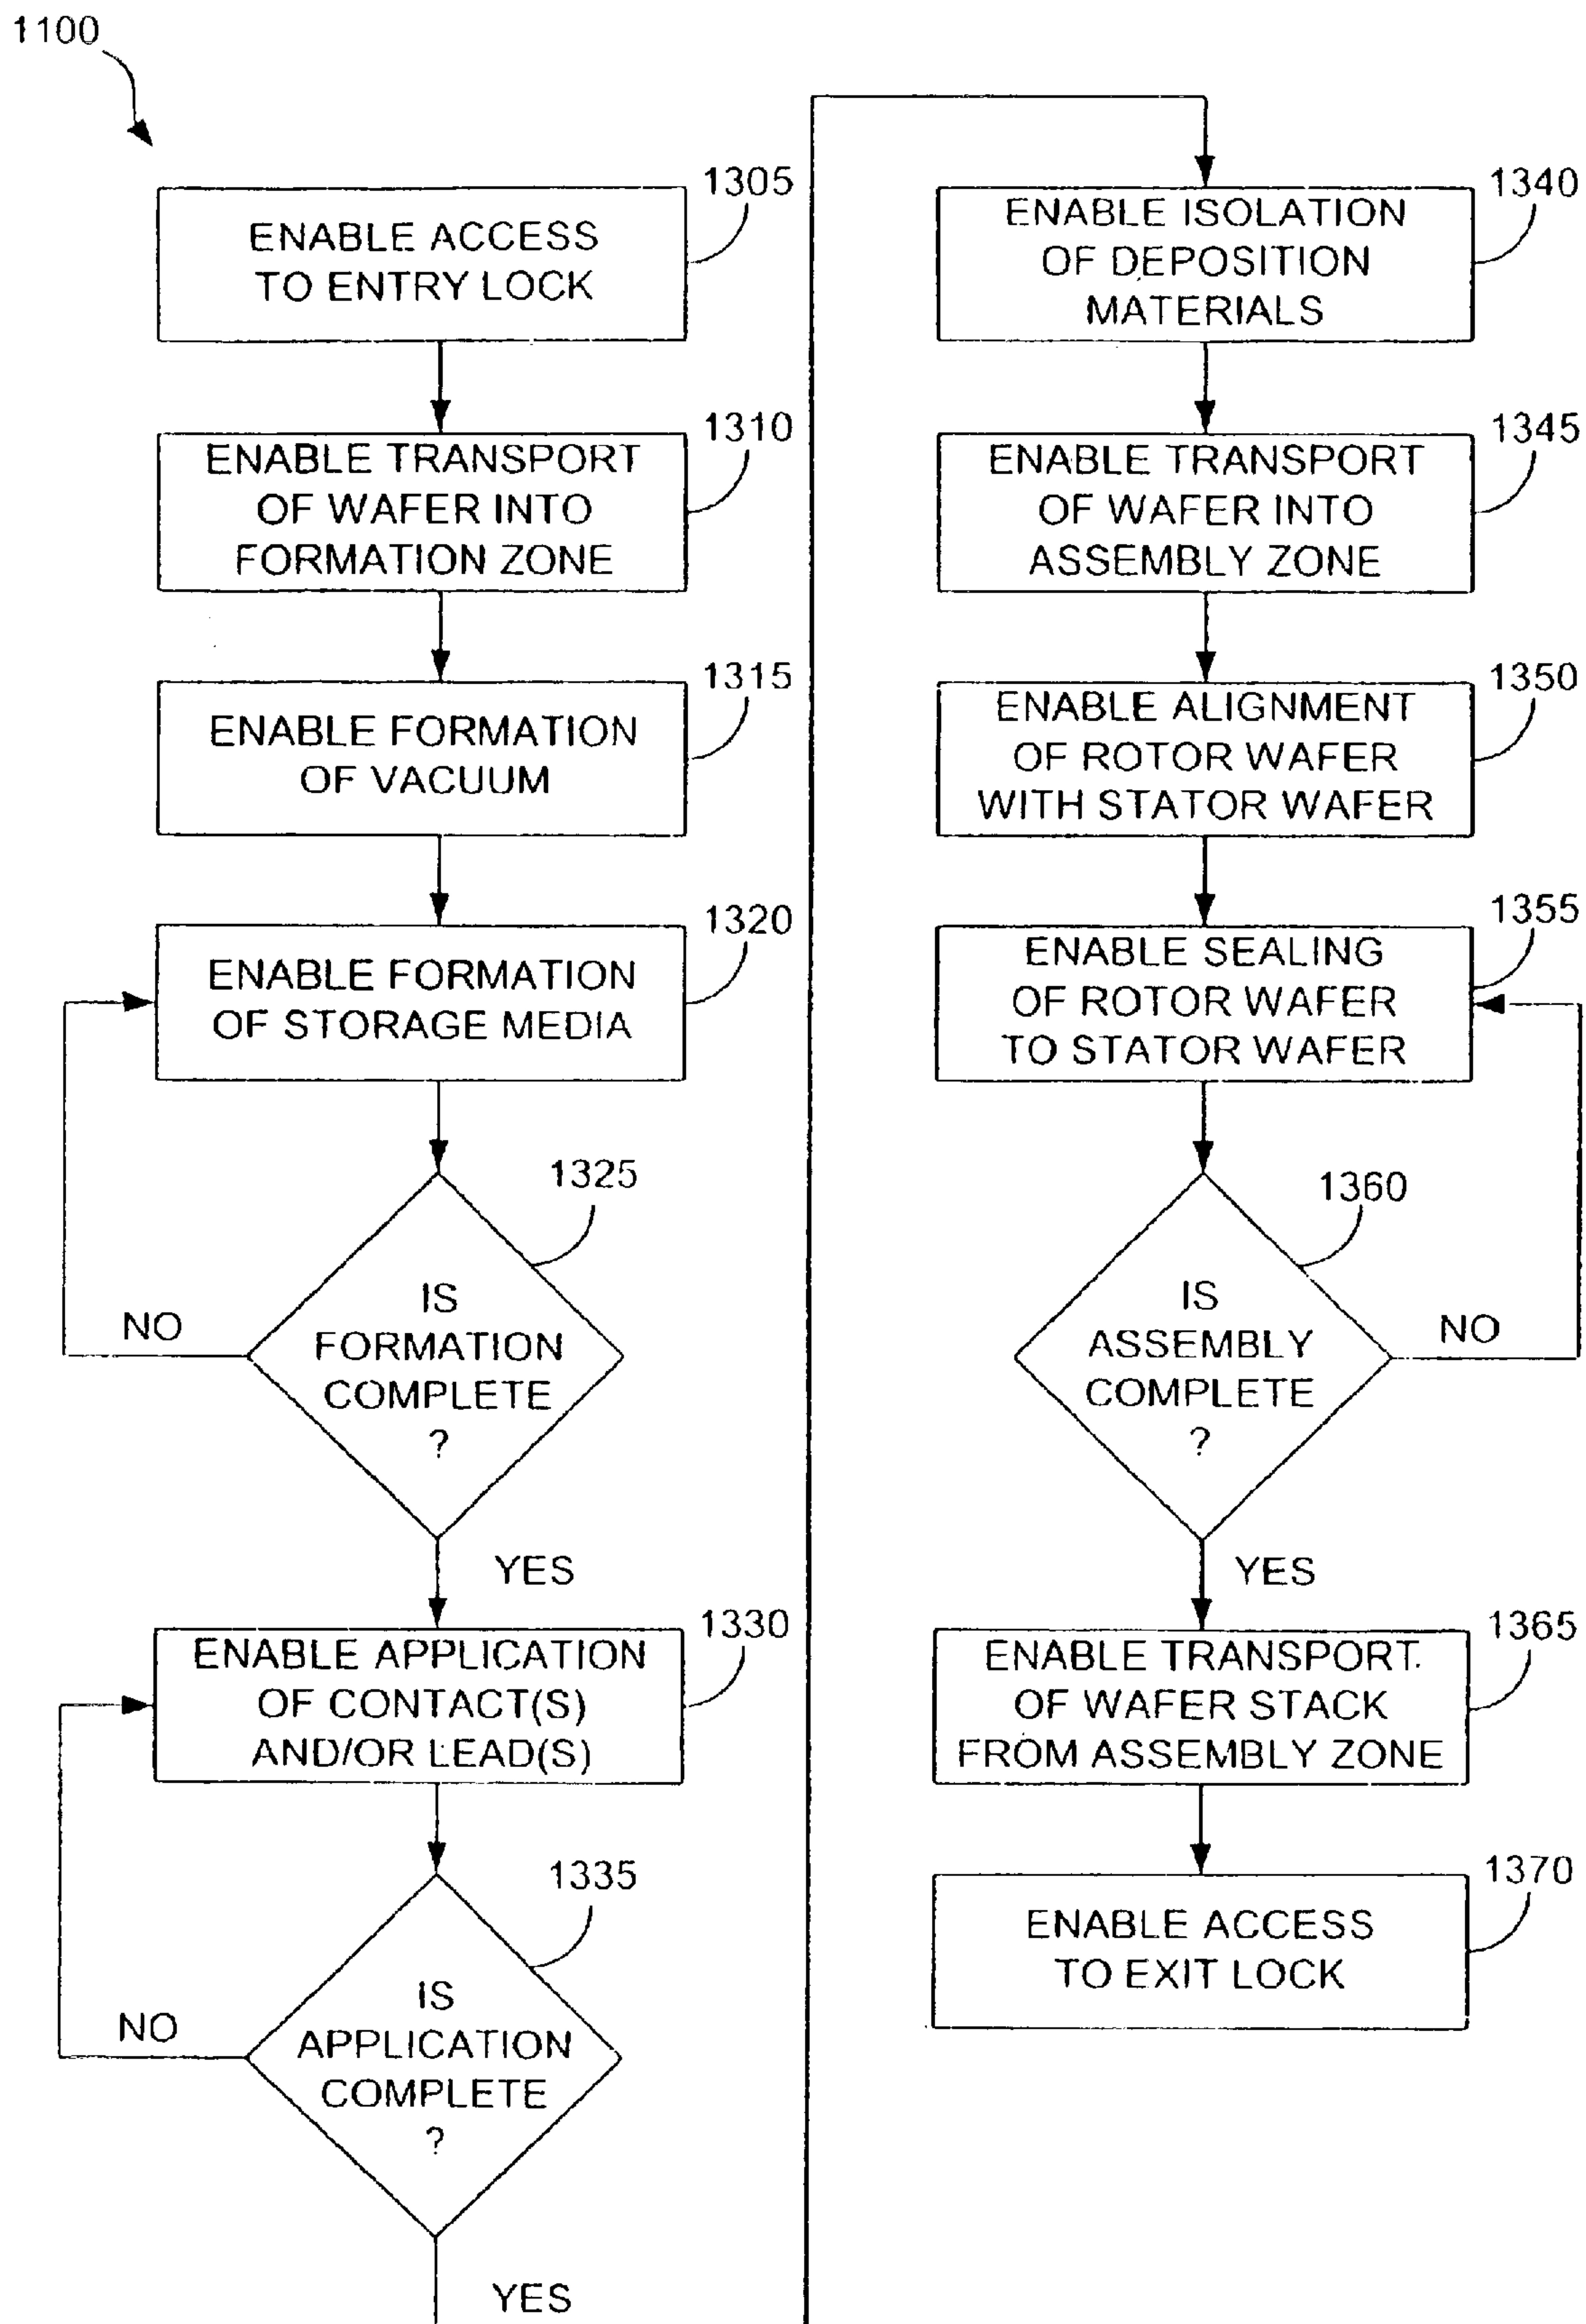 1100
1305
ENABLE ACCESS
TO ENTRY LOCK
1310
ENABLE TRANSPORT
OF WAFER INTO
FORMATION ZONE
1315
ENABLE FORMATION
OF VACUUM
1320
ENABLE FORMATION
OF STORAGE MEDIA
1325
IS
FORMATION
COMPLETE
?
NO
YES
1330
ENABLE APPLICATION
OF CONTACT(S)
AND/OR LEAD(S)
1335
IS
APPLICATION
COMPLETE
?
NO
YES
1340
ENABLE ISOLATION
OF DEPOSITION
MATERIALS
1345
ENABLE TRANSPORT
OF WAFER INTO
ASSEMBLY ZONE
1350
ENABLE ALIGNMENT
OF ROTOR WAFER
WITH STATOR WAFER
1355
ENABLE SEALING
OF ROTOR WAFER
TO STATOR WAFER
1360
IS
ASSEMBLY
COMPLETE
?
NO
YES
1365
ENABLE TRANSPORT
OF WAFER STACK
FROM ASSEMBLY ZONE
1370
ENABLE ACCESS
TO EXIT LOCK